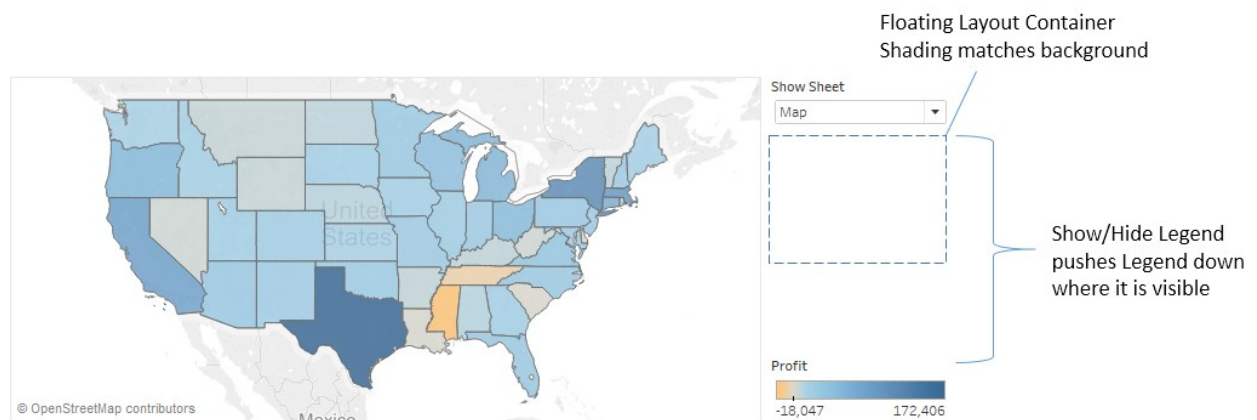 Floating Layout Container
Shading matches background
Show Sheet
Map
United
States
Show/Hide Legend
pushes Legend down
where it is visible
Profit
-18,047 172,406
© OpenStreetMap contributors
Mexico